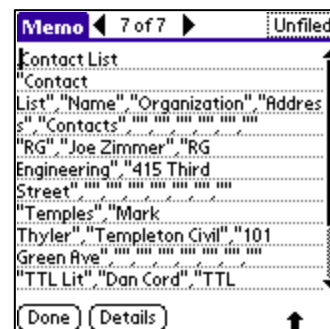 Memo 7 of 7 Unfiled
Contact List
"Contact
List","Name","Organization","Addres
s","Contacts","","","","","",""
"RG","Joe Zimmer","RG
Engineering","415 Third
Street","","","","","",""
"Temples","Mark
Thyler","Templeton Civil","101
Green Ave","","","","","",""
"TTL Lit","Dan Cord","TTL
Done Details